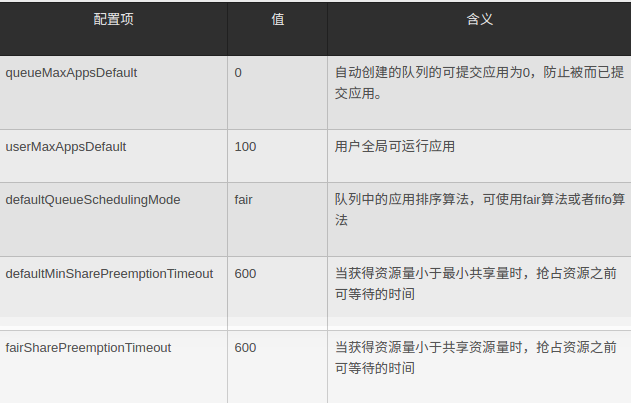 配置项 值 含义
queueMaxAppsDefault 0 自动创建的队列的可提交应用为0，防止被而已提
交应用。
userMaxAppsDefault 100 用户全局可运行应用
defaultQueueSchedulingMode fair 队列中的应用排序算法，可使用fair算法或者fifo算
法
defaultMinSharePreemptionTimeout 600 当获得资源量小于最小共享量时，抢占资源之前
可等待的时间
fairSharePreemptionTimeout 600 当获得资源量小于共享资源量时，抢占资源之前
可等待的时间